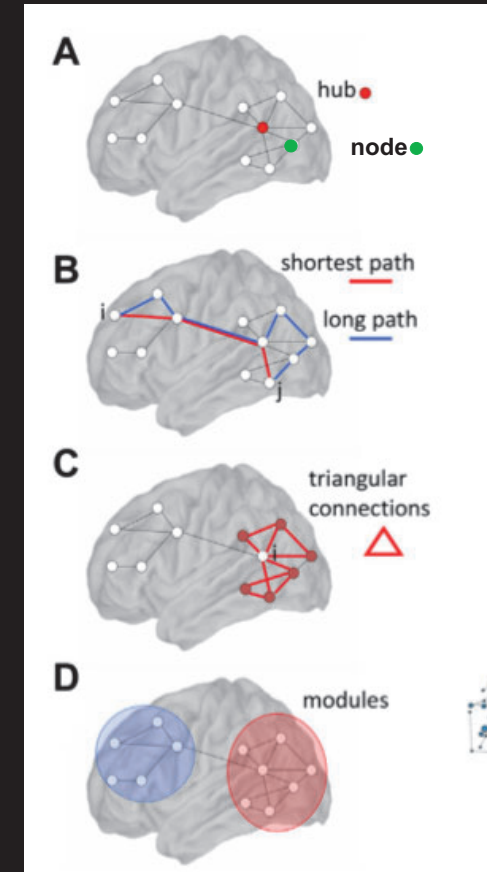 A
hub
node
B
shortest path
i
long path
j
C
triangular
connections
i
D
modules